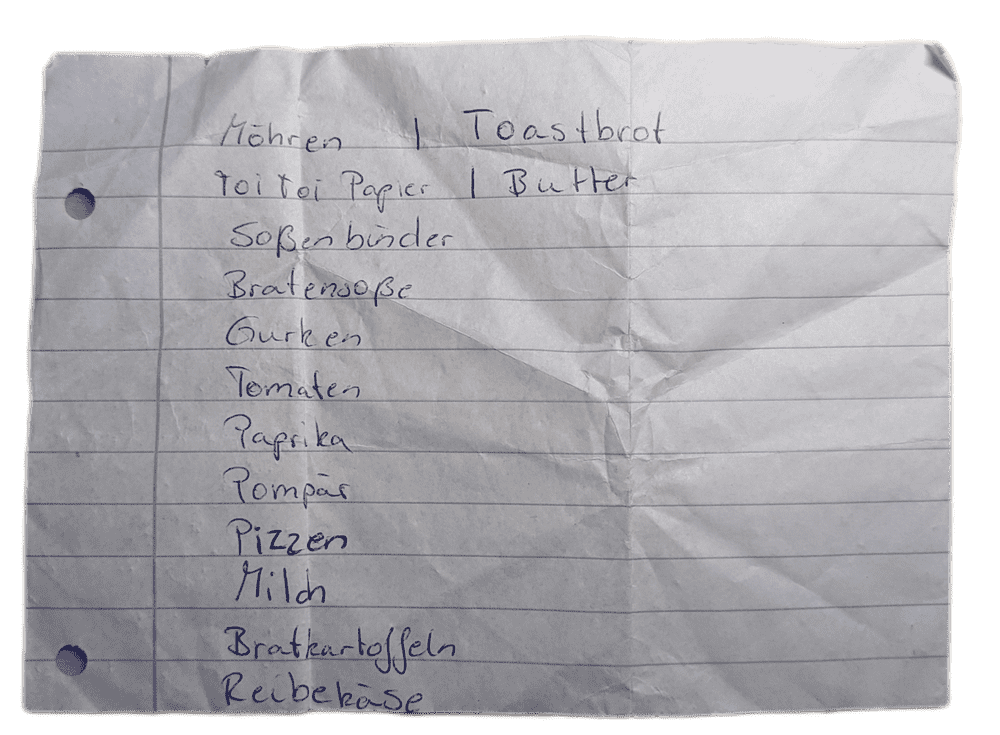 Möhren | Toastbrot
toi toi Papier | Butter
Soßenbinder
Bratensoße
Gurken
Tomaten
Paprika
Pompär
Pizzen
Milch
Bratkartoffeln
Reibekäse